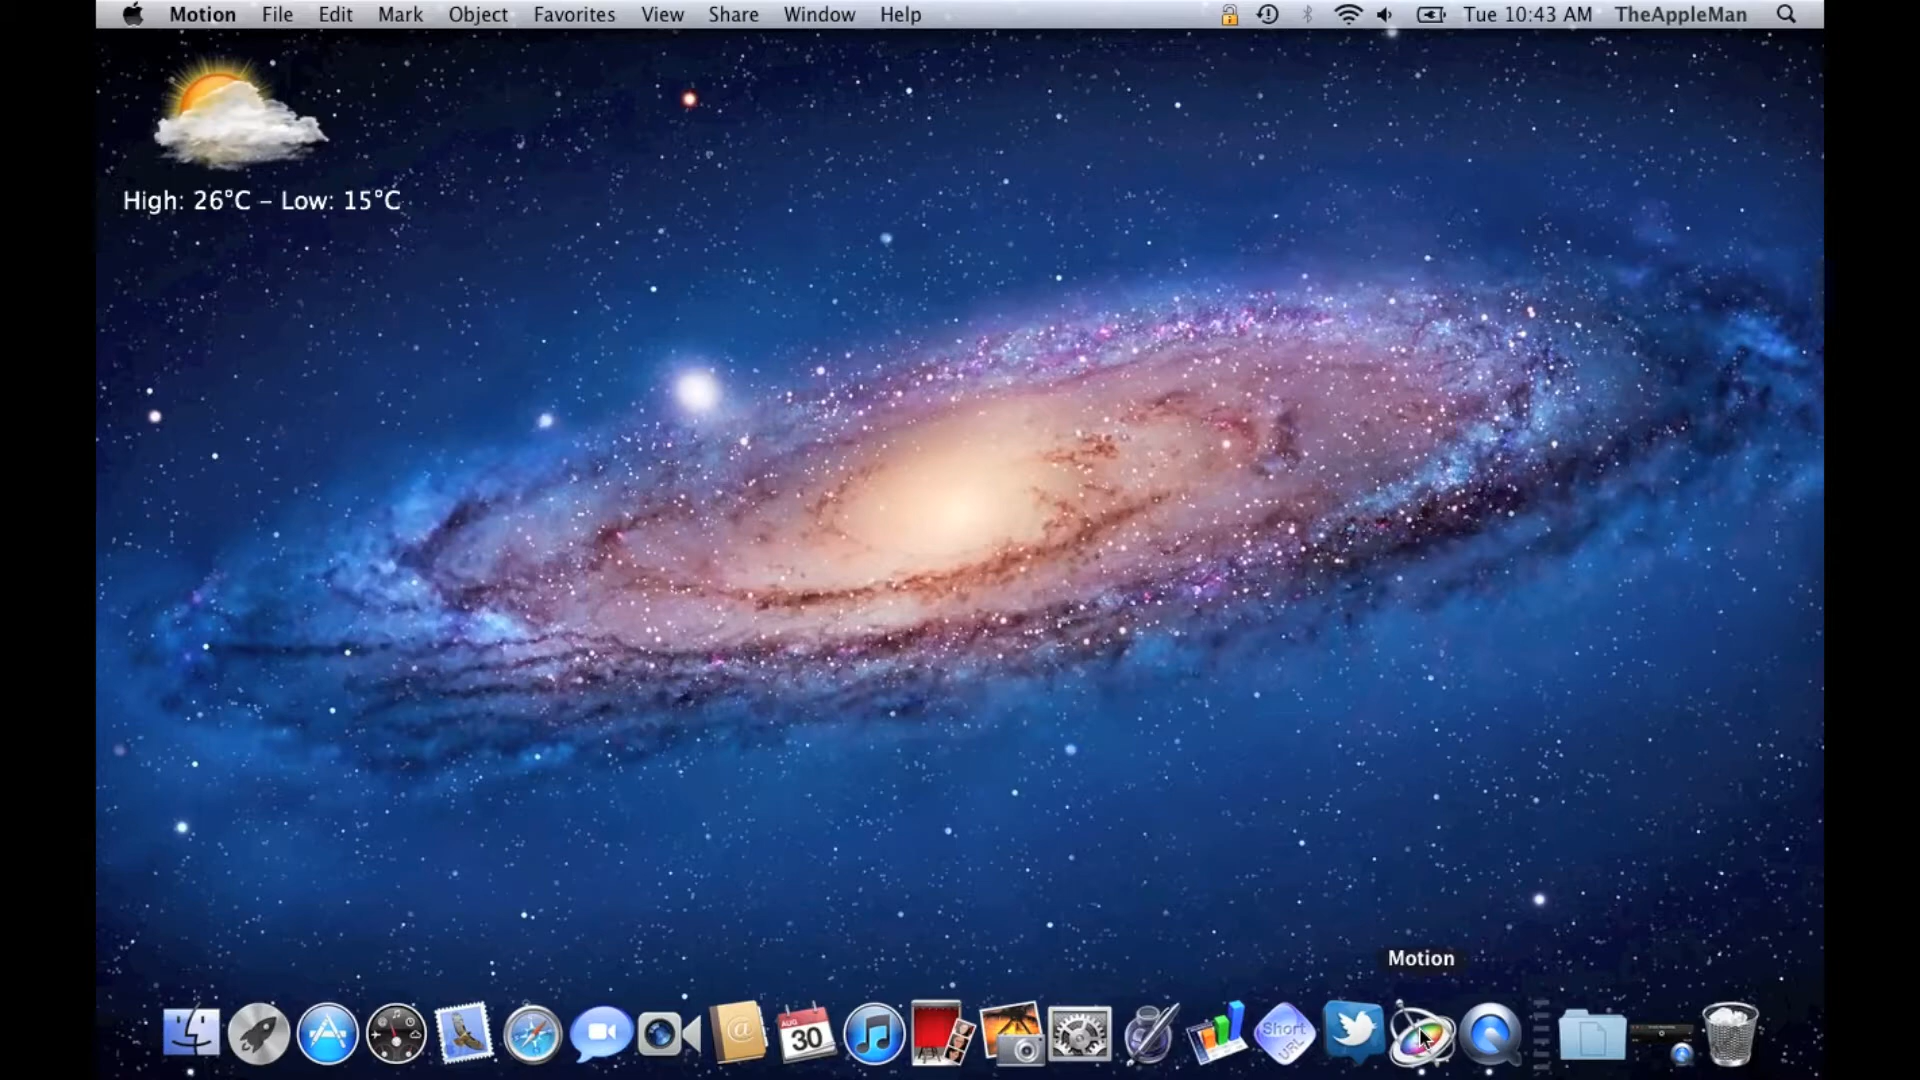 Motion File Edit Mark Object Favorites View Share Window Help Tue 10:43 AM TheAppleMan
High: 26°C – Low: 15°C
Motion
@
AUG
30
Short
URL